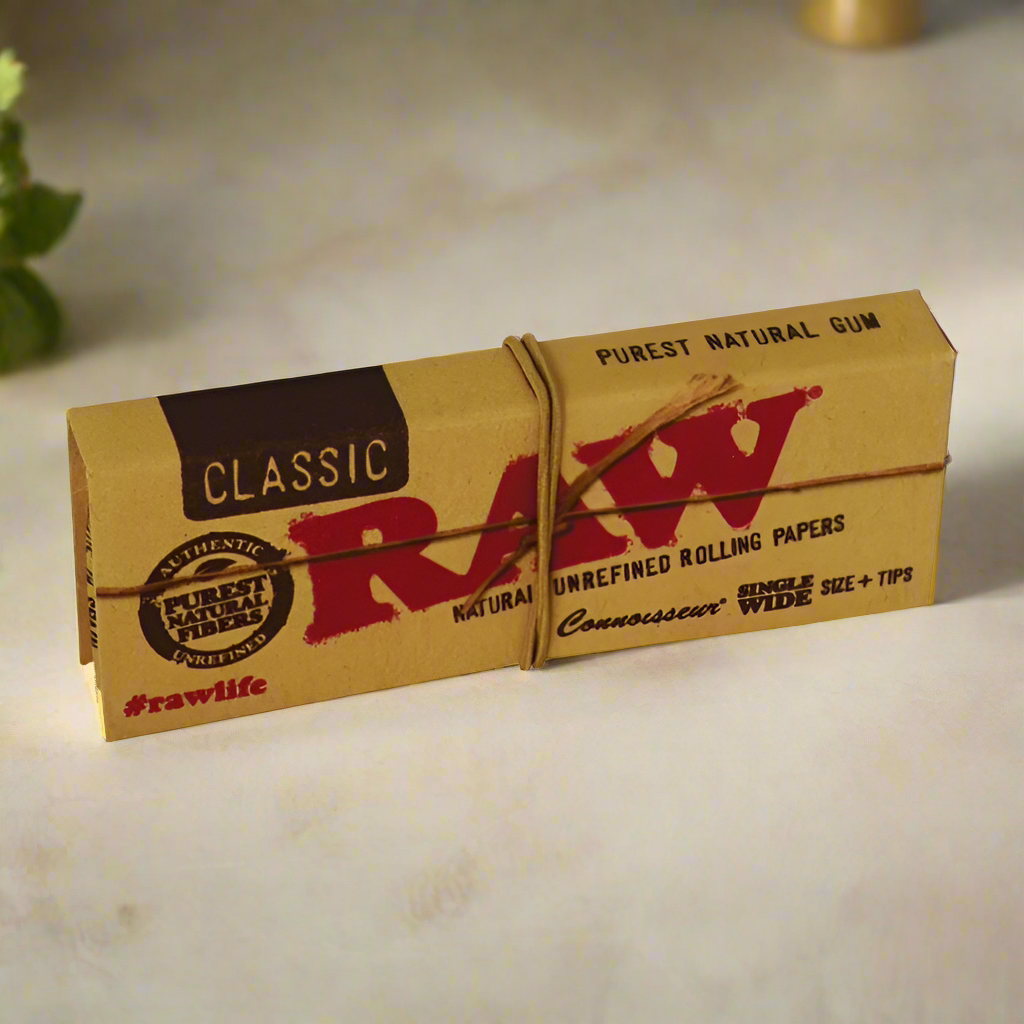 PUREST NATURAL GUM
CLASSIC
RAW
AUTHENTIC
PUREST
NATURAL
FIBERS
UNREFINED
NATURAL UNREFINED ROLLING PAPERS
Connoisseur® SINGLE WIDE SIZE + TIPS
#rawlife